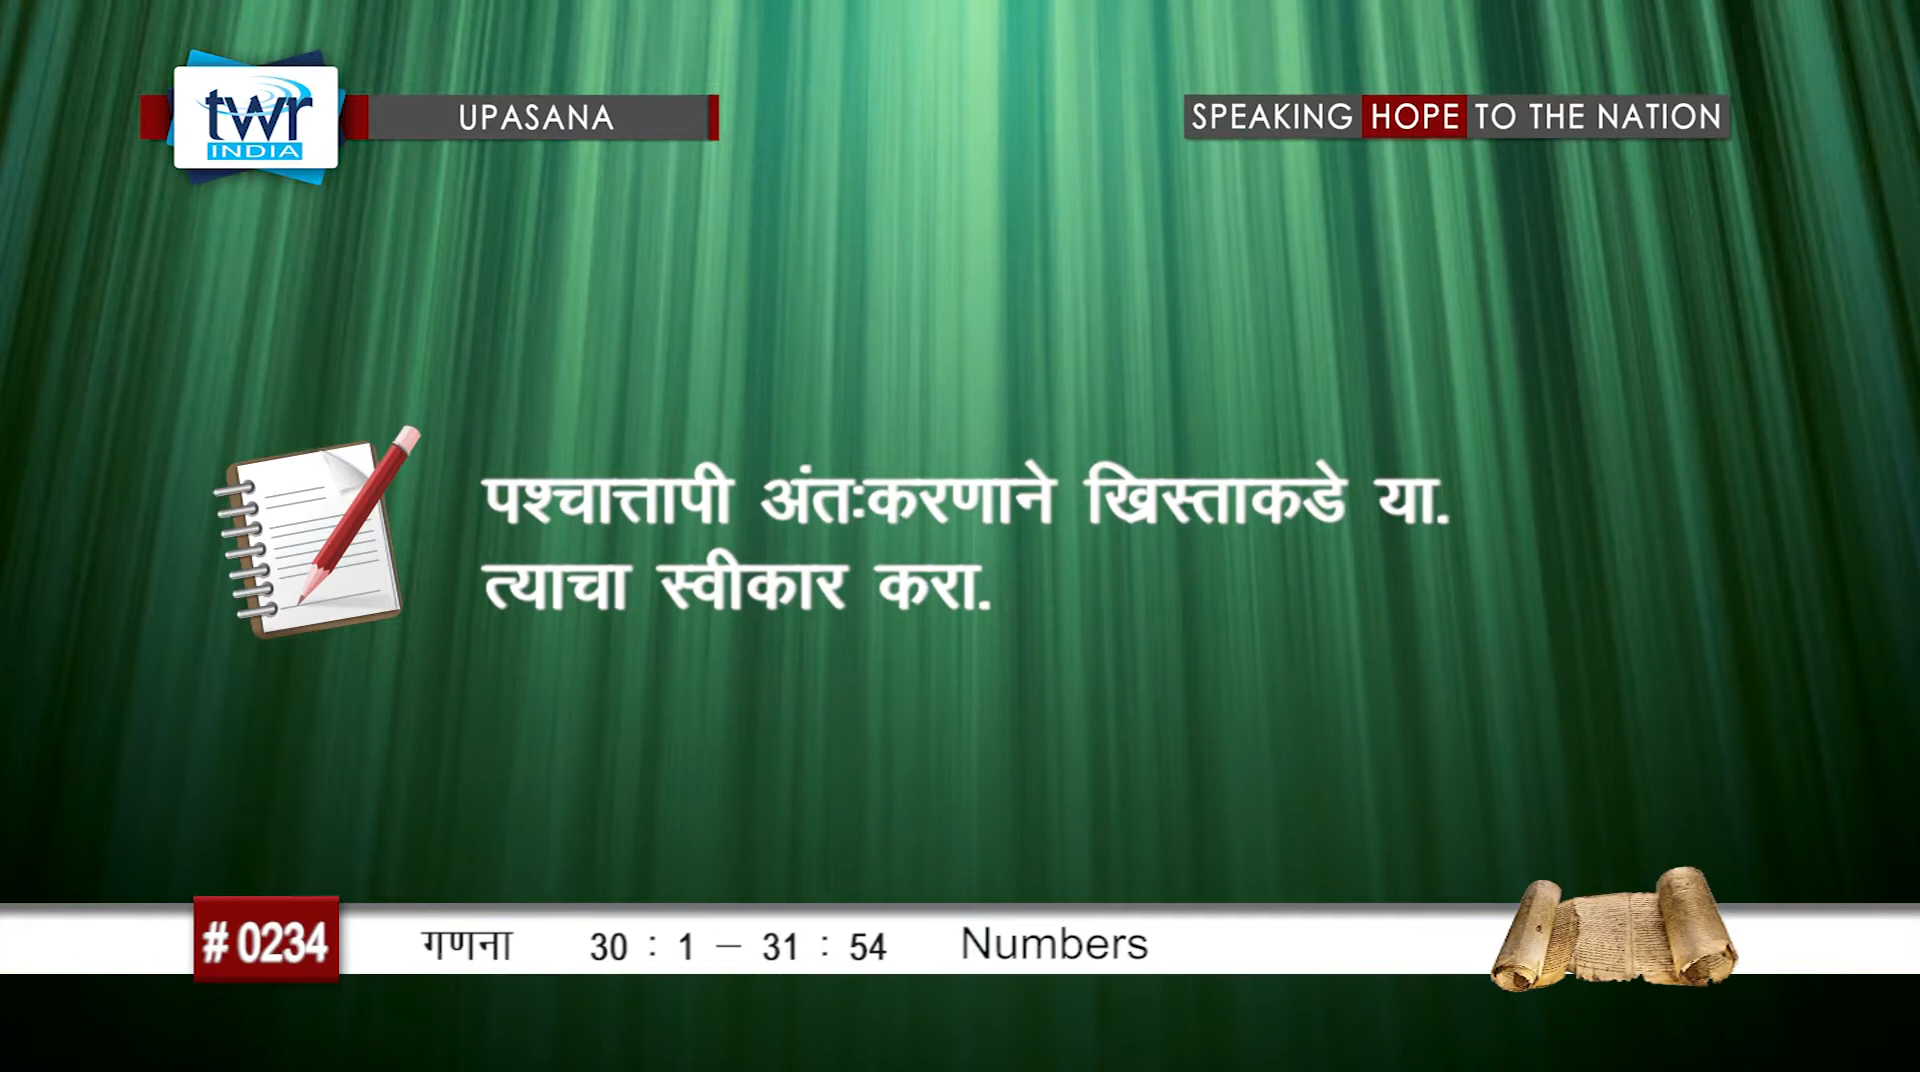 twr
INDIA
UPASANA
SPEAKING HOPE TO THE NATION
पश्चात्तापी अंतःकरणाने ख्रिस्ताकडे या.
त्याचा स्वीकार करा.
# 0234
गणना 30 : 1 – 31 : 54 Numbers